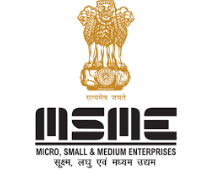 सत्यमेव जयते
MSME
MICRO, SMALL & MEDIUM ENTERPRISES
सूक्ष्म, लघु एवं मध्यम उद्यम